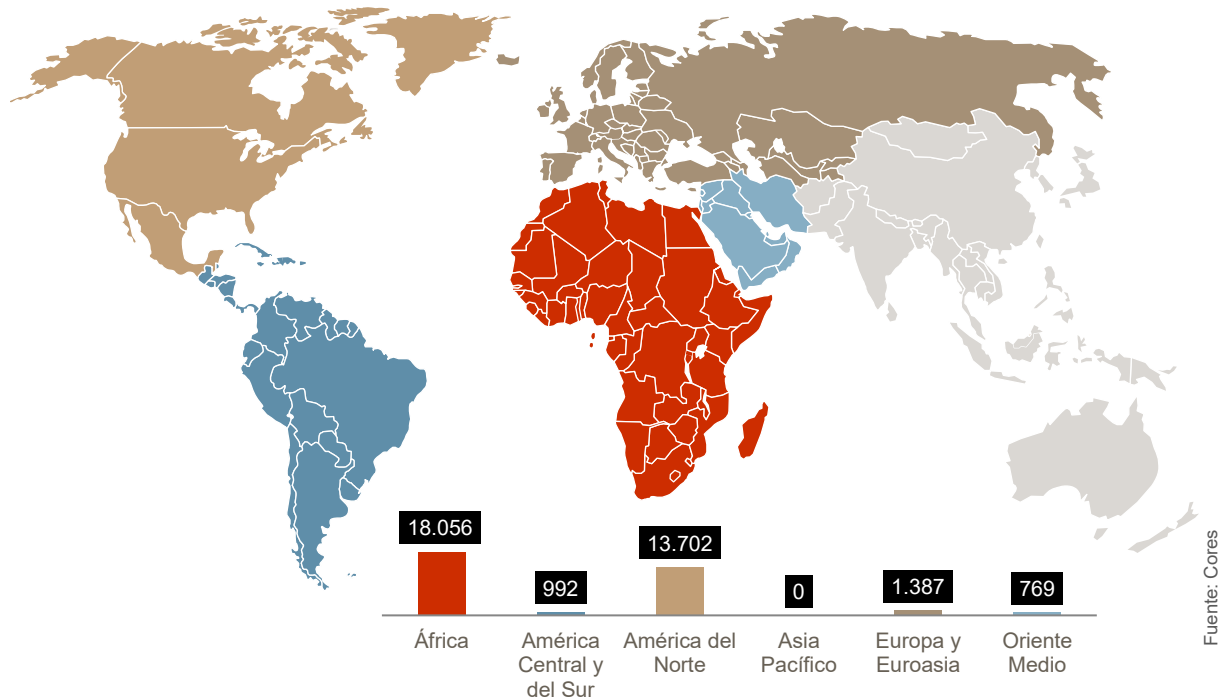 18.056
992
13.702
0
1.387
769
África
América
Central y
del Sur
América del
Norte
Asia
Pacífico
Europa y
Euroasia
Oriente
Medio
Fuente: Cores